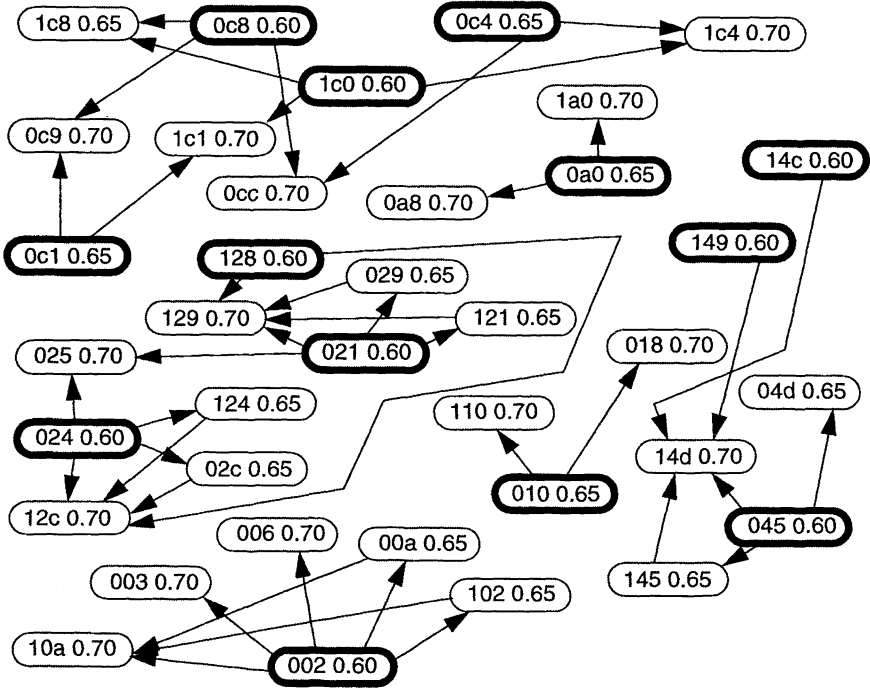 1c8 0.65
0c8 0.60
0c4 0.65
1c4 0.70
1c0 0.60
1a0 0.70
0c9 0.70
1c1 0.70
14c 0.60
0cc 0.70
0a8 0.70
0a0 0.65
0c1 0.65
128 0.60
149 0.60
029 0.65
129 0.70
121 0.65
025 0.70
021 0.60
018 0.70
124 0.65
04d 0.65
024 0.60
110 0.70
02c 0.65
14d 0.70
12c 0.70
010 0.65
006 0.70
00a 0.65
045 0.60
003 0.70
102 0.65
145 0.65
10a 0.70
002 0.60